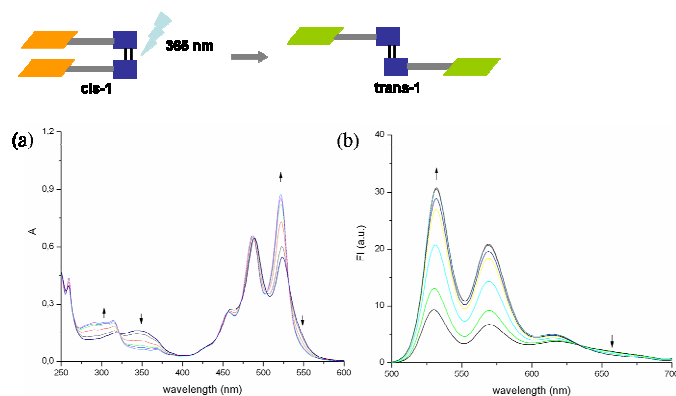 365 nm
cis-1
trans-1
(a)
(b)
1,2
0,9
0,6
0,3
0,0
A
250 300 350 400 450 500 550 600
wavelength (nm)
40
30
20
10
0
FI (a.u.)
500 550 600 650 700
wavelength (nm)